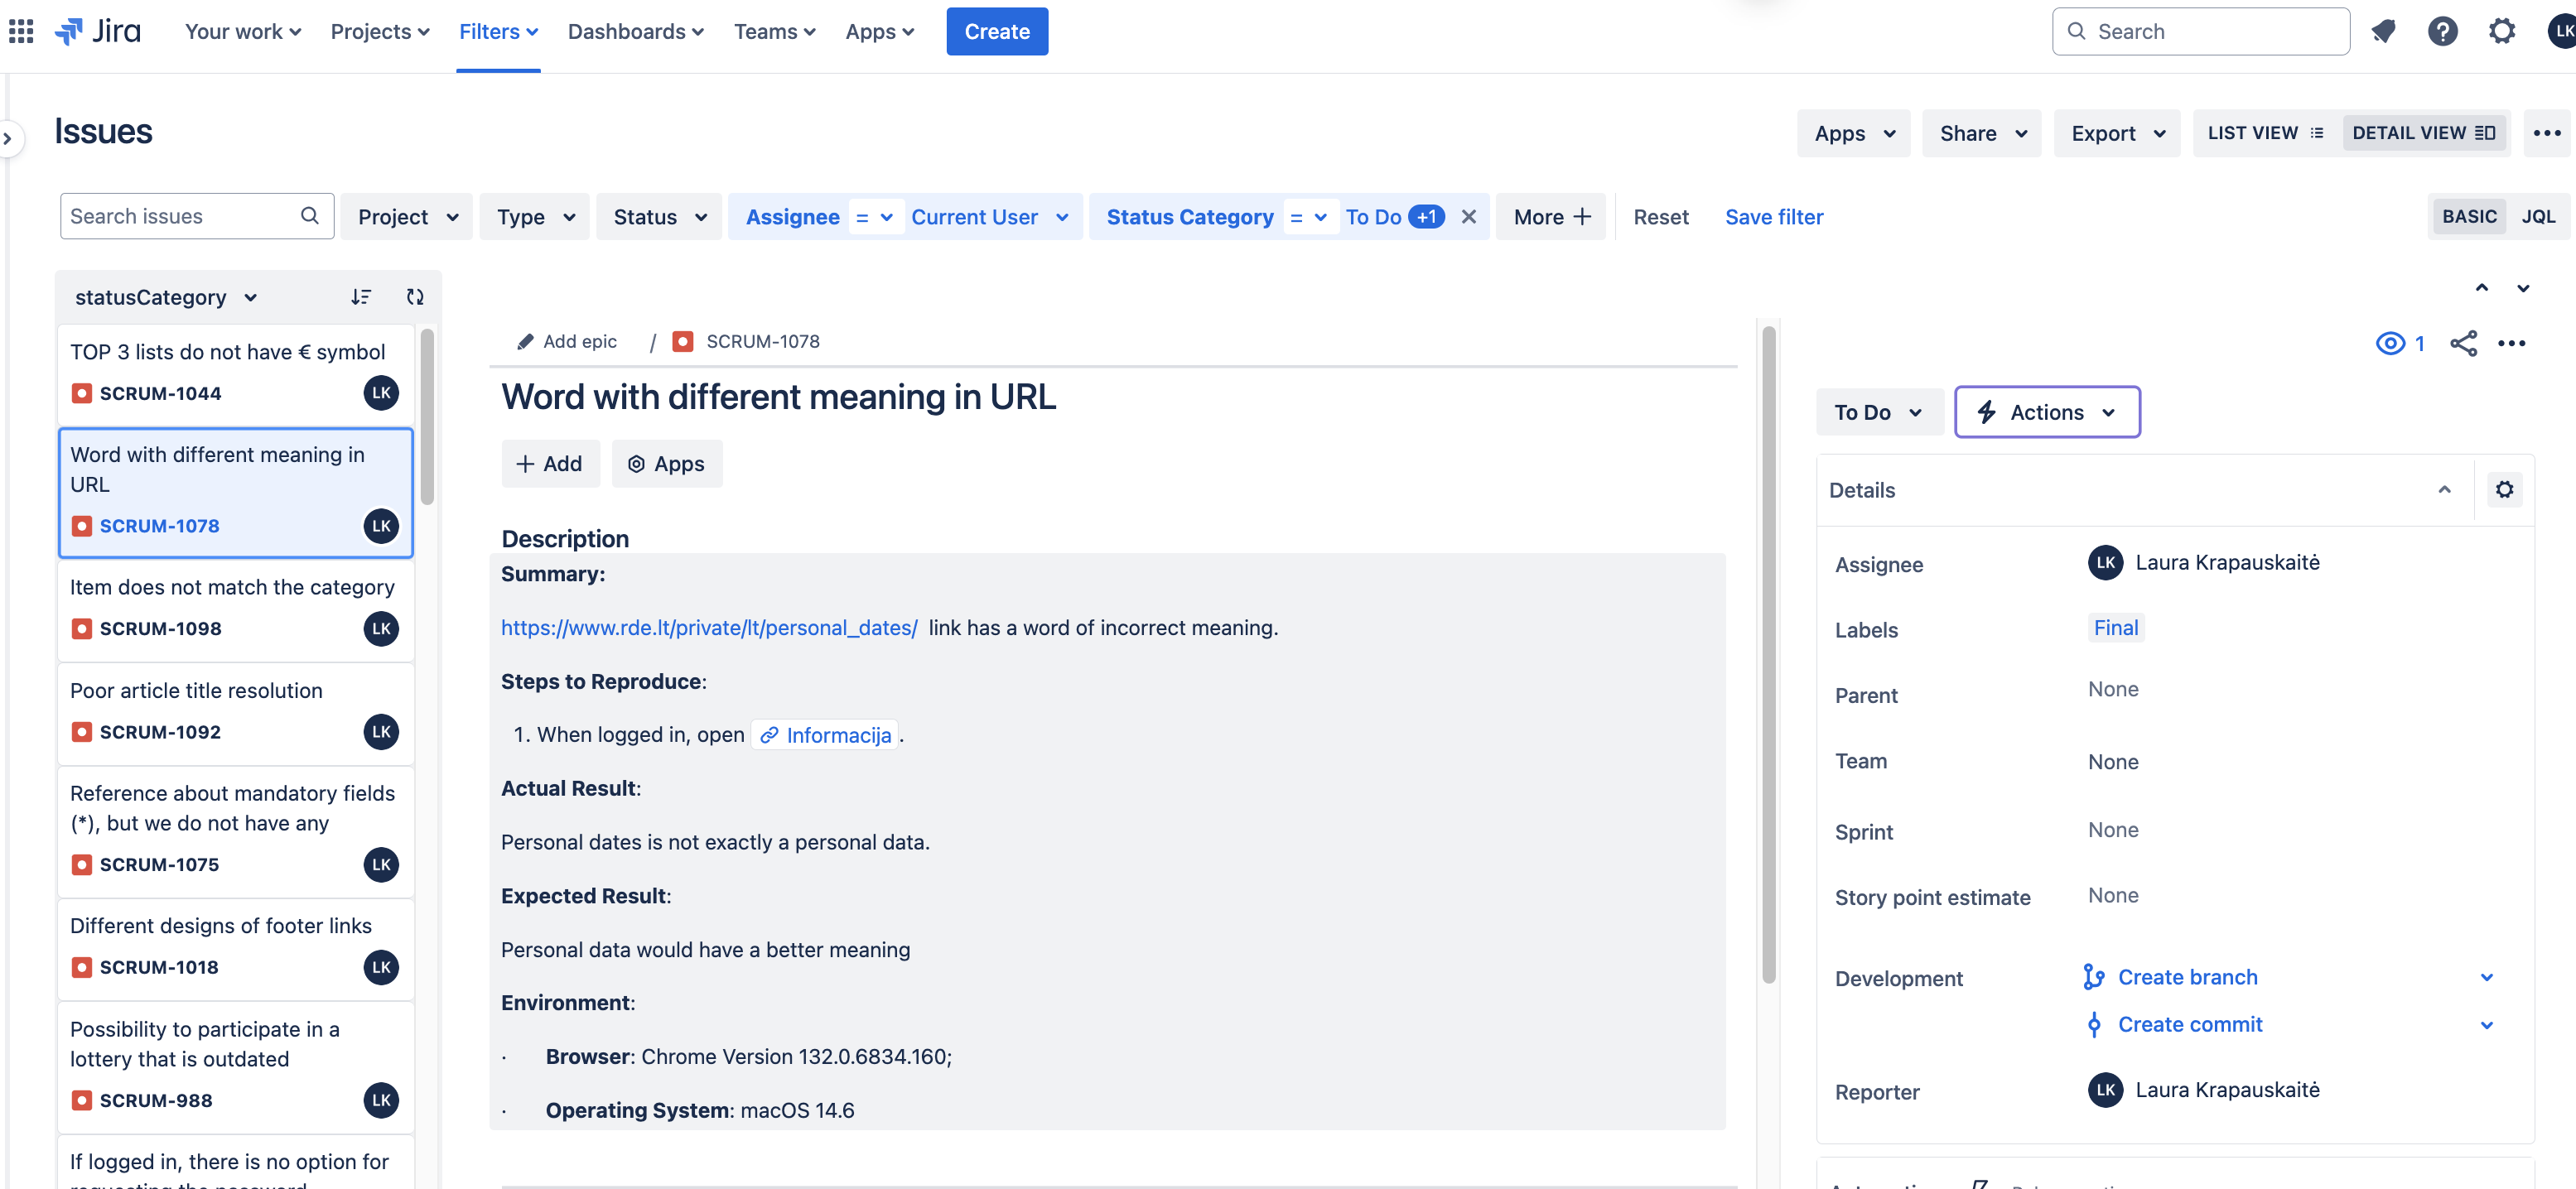 Jira Your work Projects Filters Dashboards Teams Apps Create Search LK
Issues
Apps Share Export LIST VIEW DETAIL VIEW
Search issues Project Type Status Assignee = Current User Status Category = To Do +1 More Reset Save filter BASIC JQL
statusCategory
TOP 3 lists do not have € symbol
SCRUM-1044 LK
Word with different meaning in
URL
SCRUM-1078 LK
Item does not match the category
SCRUM-1098 LK
Poor article title resolution
SCRUM-1092 LK
Reference about mandatory fields
(*), but we do not have any
SCRUM-1075 LK
Different designs of footer links
SCRUM-1018 LK
Possibility to participate in a
lottery that is outdated
SCRUM-988 LK
If logged in, there is no option for
Add epic / SCRUM-1078
Word with different meaning in URL
Add Apps
Description
Summary:
https://www.rde.lt/private/lt/personal_dates/ link has a word of incorrect meaning.
Steps to Reproduce:
1. When logged in, open Informacija .
Actual Result:
Personal dates is not exactly a personal data.
Expected Result:
Personal data would have a better meaning
Environment:
· Browser: Chrome Version 132.0.6834.160;
· Operating System: macOS 14.6
1
To Do Actions
Details
Assignee LK Laura Krapauskaitė
Labels Final
Parent None
Team None
Sprint None
Story point estimate None
Development Create branch
Create commit
Reporter LK Laura Krapauskaitė